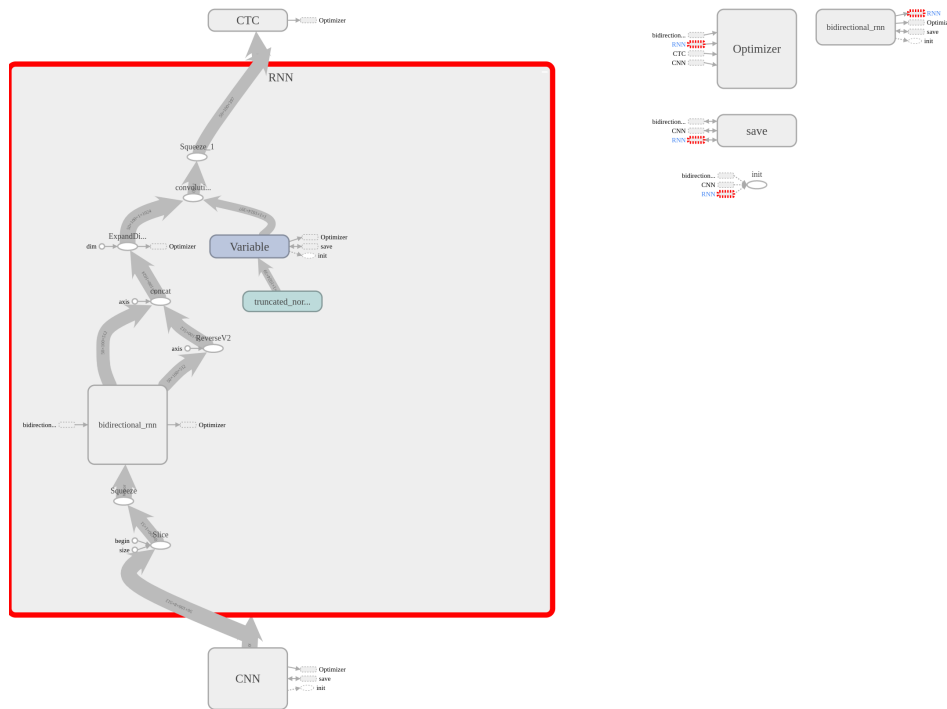 CTC
Optimizer
RNN
Squeeze_1
convoluti...
ExpandDi...
dim
Optimizer
Variable
Optimizer
save
init
concat
axis
truncated_nor...
ReverseV2
axis
bidirection...
bidirectional_rnn
Optimizer
Squeeze
Slice
begin
size
CNN
Optimizer
save
init
bidirection...
RNN
CTC
CNN
Optimizer
bidirectional_rnn
RNN
save
init
bidirection...
CNN
RNN
save
init
bidirection...
CNN
RNN